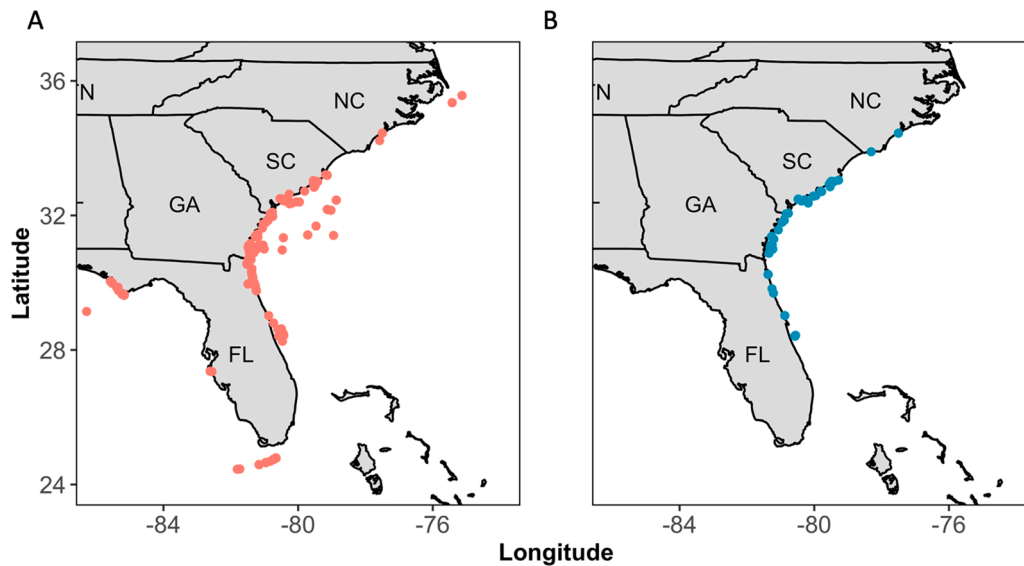 A B
36
N NC N NC
SC SC
GA GA
32
Latitude
28
FL FL
24
-84 -80 -76 -84 -80 -76
Longitude